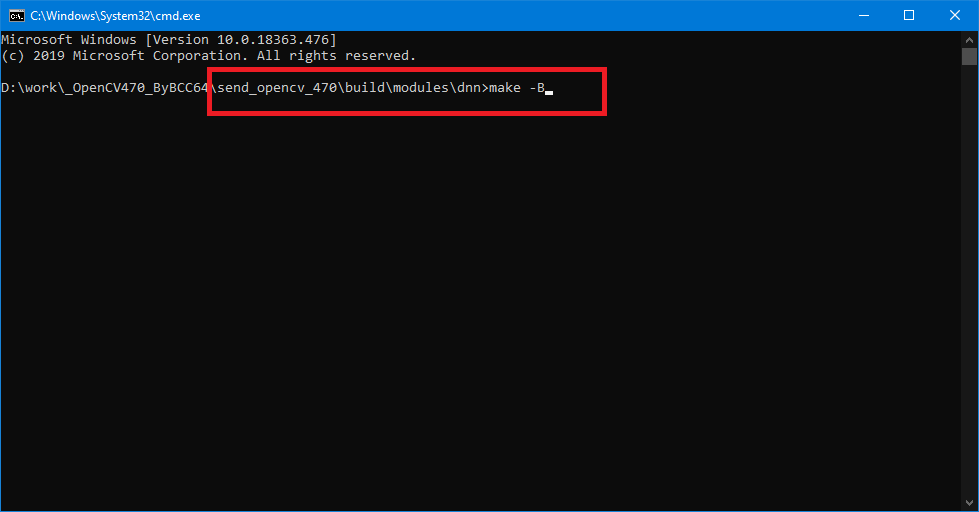 C:\Windows\System32\cmd.exe
Microsoft Windows [Version 10.0.18363.476]
(c) 2019 Microsoft Corporation. All rights reserved.
D:\work\_OpenCV470_ByBCC64\send_opencv_470\build\modules\dnn>make -B